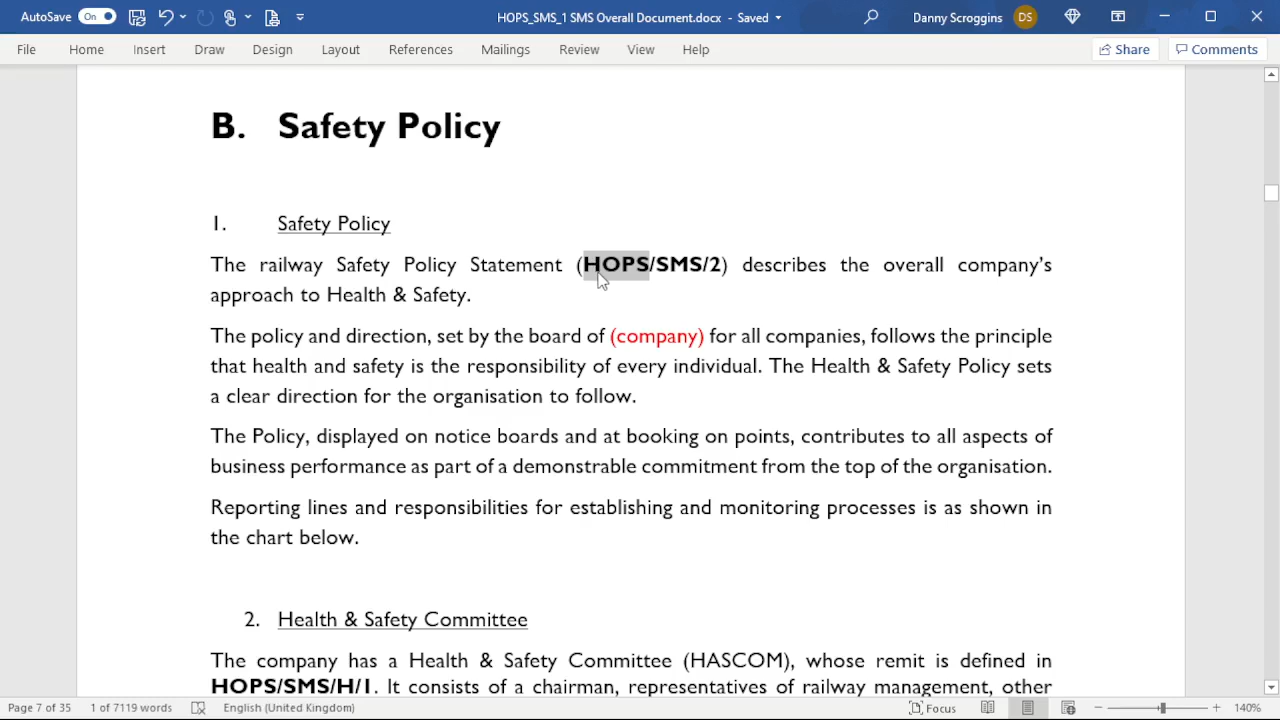 AutoSave On HOPS_SMS_1 SMS Overall Document.docx - Saved Danny Scroggins DS
File Home Insert Draw Design Layout References Mailings Review View Help Share Comments
B. Safety Policy
1. Safety Policy
The railway Safety Policy Statement (HOPS/SMS/2) describes the overall company's
approach to Health & Safety.
The policy and direction, set by the board of (company) for all companies, follows the principle
that health and safety is the responsibility of every individual. The Health & Safety Policy sets
a clear direction for the organisation to follow.
The Policy, displayed on notice boards and at booking on points, contributes to all aspects of
business performance as part of a demonstrable commitment from the top of the organisation.
Reporting lines and responsibilities for establishing and monitoring processes is as shown in
the chart below.
2. Health & Safety Committee
The company has a Health & Safety Committee (HASCOM), whose remit is defined in
HOPS/SMS/H/1. It consists of a chairman, representatives of railway management, other
Page 7 of 35 1 of 7119 words English (United Kingdom) Focus 140%